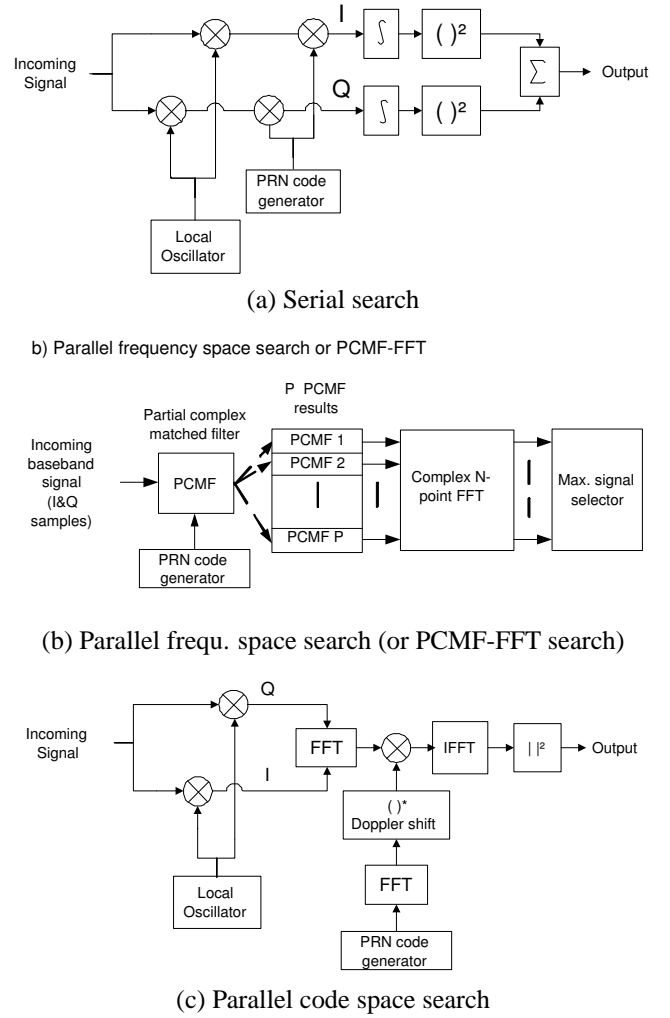 I
∫
( )²
Incoming
Signal
Σ
Output
Q
∫
( )²
PRN code
generator
Local
Oscillator
(a) Serial search
b) Parallel frequency space search or PCMF-FFT
P PCMF
results
Partial complex
matched filter
Incoming
baseband
signal
(I&Q
samples)
PCMF
PCMF 1
PCMF 2
PCMF P
Complex N-
point FFT
Max. signal
selector
PRN code
generator
(b) Parallel frequ. space search (or PCMF-FFT search)
Q
Incoming
Signal
FFT
IFFT
| |²
Output
I
( )*
Doppler shift
Local
Oscillator
FFT
PRN code
generator
(c) Parallel code space search